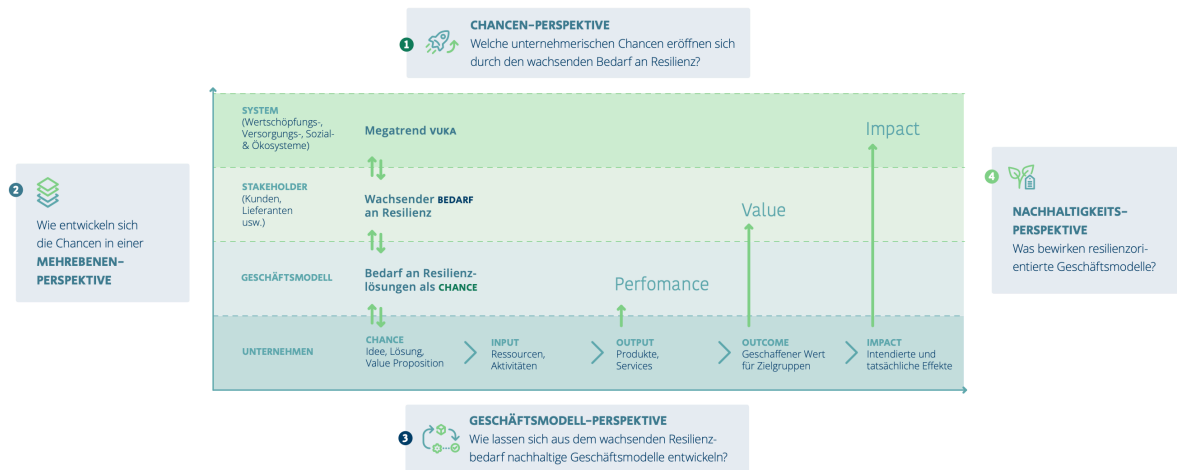 1
CHANCEN-PERSPEKTIVE
Welche unternehmerischen Chancen eröffnen sich
durch den wachsenden Bedarf an Resilienz?
2
Wie entwickeln sich
die Chancen in einer
MEHREBENEN-
PERSPEKTIVE
SYSTEM
(Wertschöpfungs-,
Versorgungs-, Sozial-
& Ökosysteme)
Megatrend VUKA
Impact
STAKEHOLDER
(Kunden,
Lieferanten
usw.)
Wachsender BEDARF
an Resilienz
Value
GESCHÄFTSMODELL
Bedarf an Resilienz-
lösungen als CHANCE
Perfomance
UNTERNEHMEN
CHANCE
Idee, Lösung,
Value Proposition
INPUT
Ressourcen,
Aktivitäten
OUTPUT
Produkte,
Services
OUTCOME
Geschaffener Wert
für Zielgruppen
IMPACT
Intendierte und
tatsächliche Effekte
4
NACHHALTIGKEITS-
PERSPEKTIVE
Was bewirken resilienzori-
entierte Geschäftsmodelle?
3
GESCHÄFTSMODELL-PERSPEKTIVE
Wie lassen sich aus dem wachsenden Resilienz-
bedarf nachhaltige Geschäftsmodelle entwickeln?